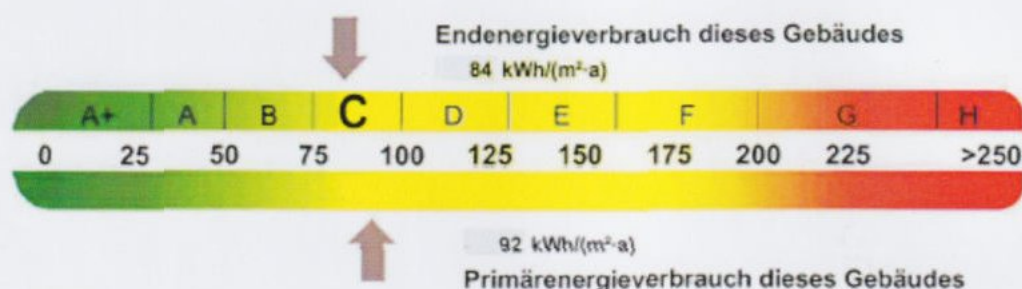 Endenergieverbrauch dieses Gebäudes
84 kWh/(m²·a)
A+ A B C D E F G H
0 25 50 75 100 125 150 175 200 225 >250
92 kWh/(m²·a)
Primärenergieverbrauch dieses Gebäudes